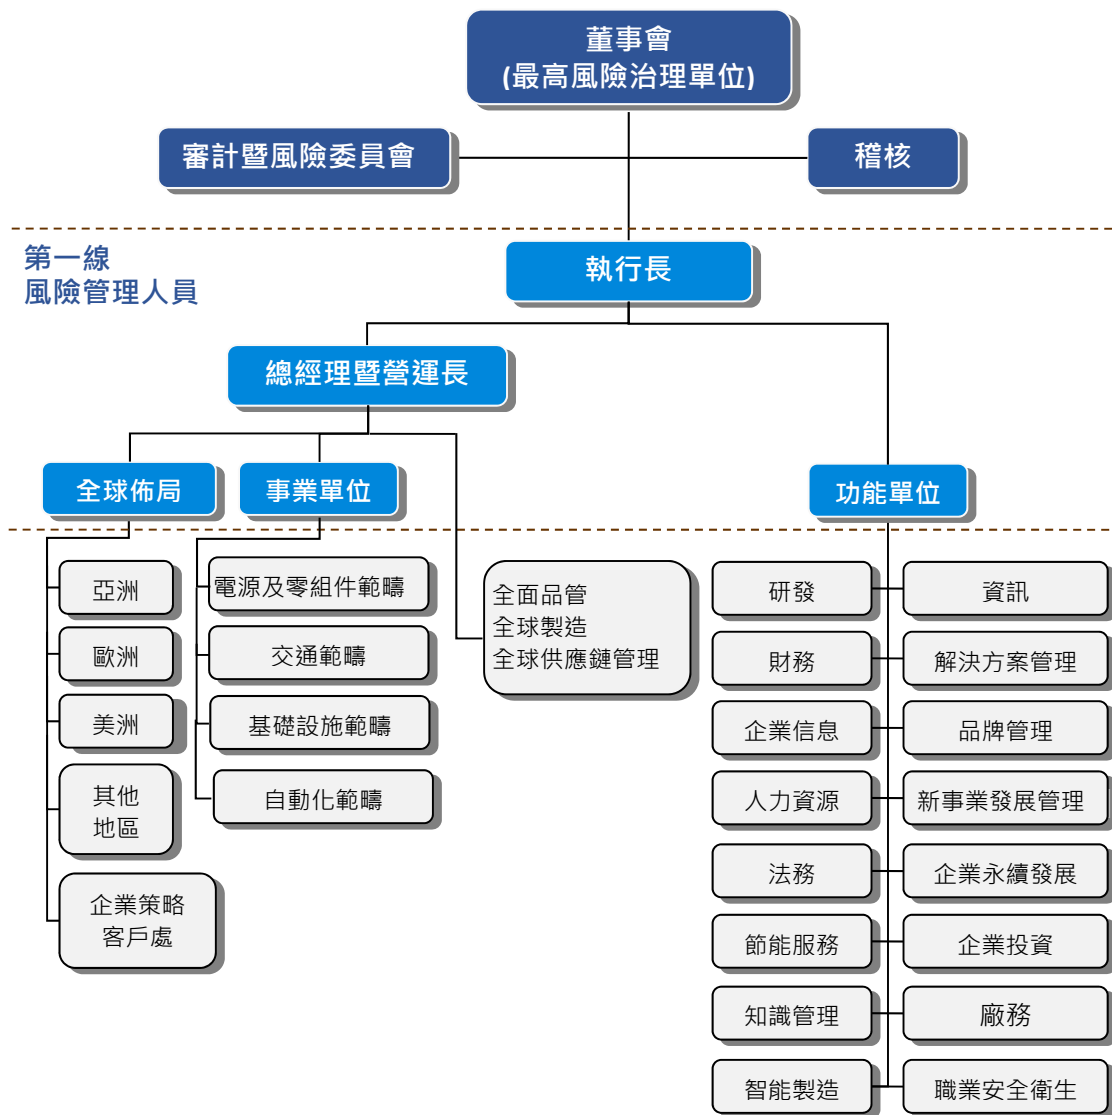 董事會
(最高風險治理單位)
審計暨風險委員會
稽核
第一線
風險管理人員
執行長
總經理暨營運長
全球佈局
事業單位
功能單位
亞洲
歐洲
美洲
其他
地區
企業策略
客戶處
電源及零組件範疇
交通範疇
基礎設施範疇
自動化範疇
全面品管
全球製造
全球供應鏈管理
研發
資訊
財務
解決方案管理
企業信息
品牌管理
人力資源
新事業發展管理
法務
企業永續發展
節能服務
企業投資
知識管理
廠務
智能製造
職業安全衛生